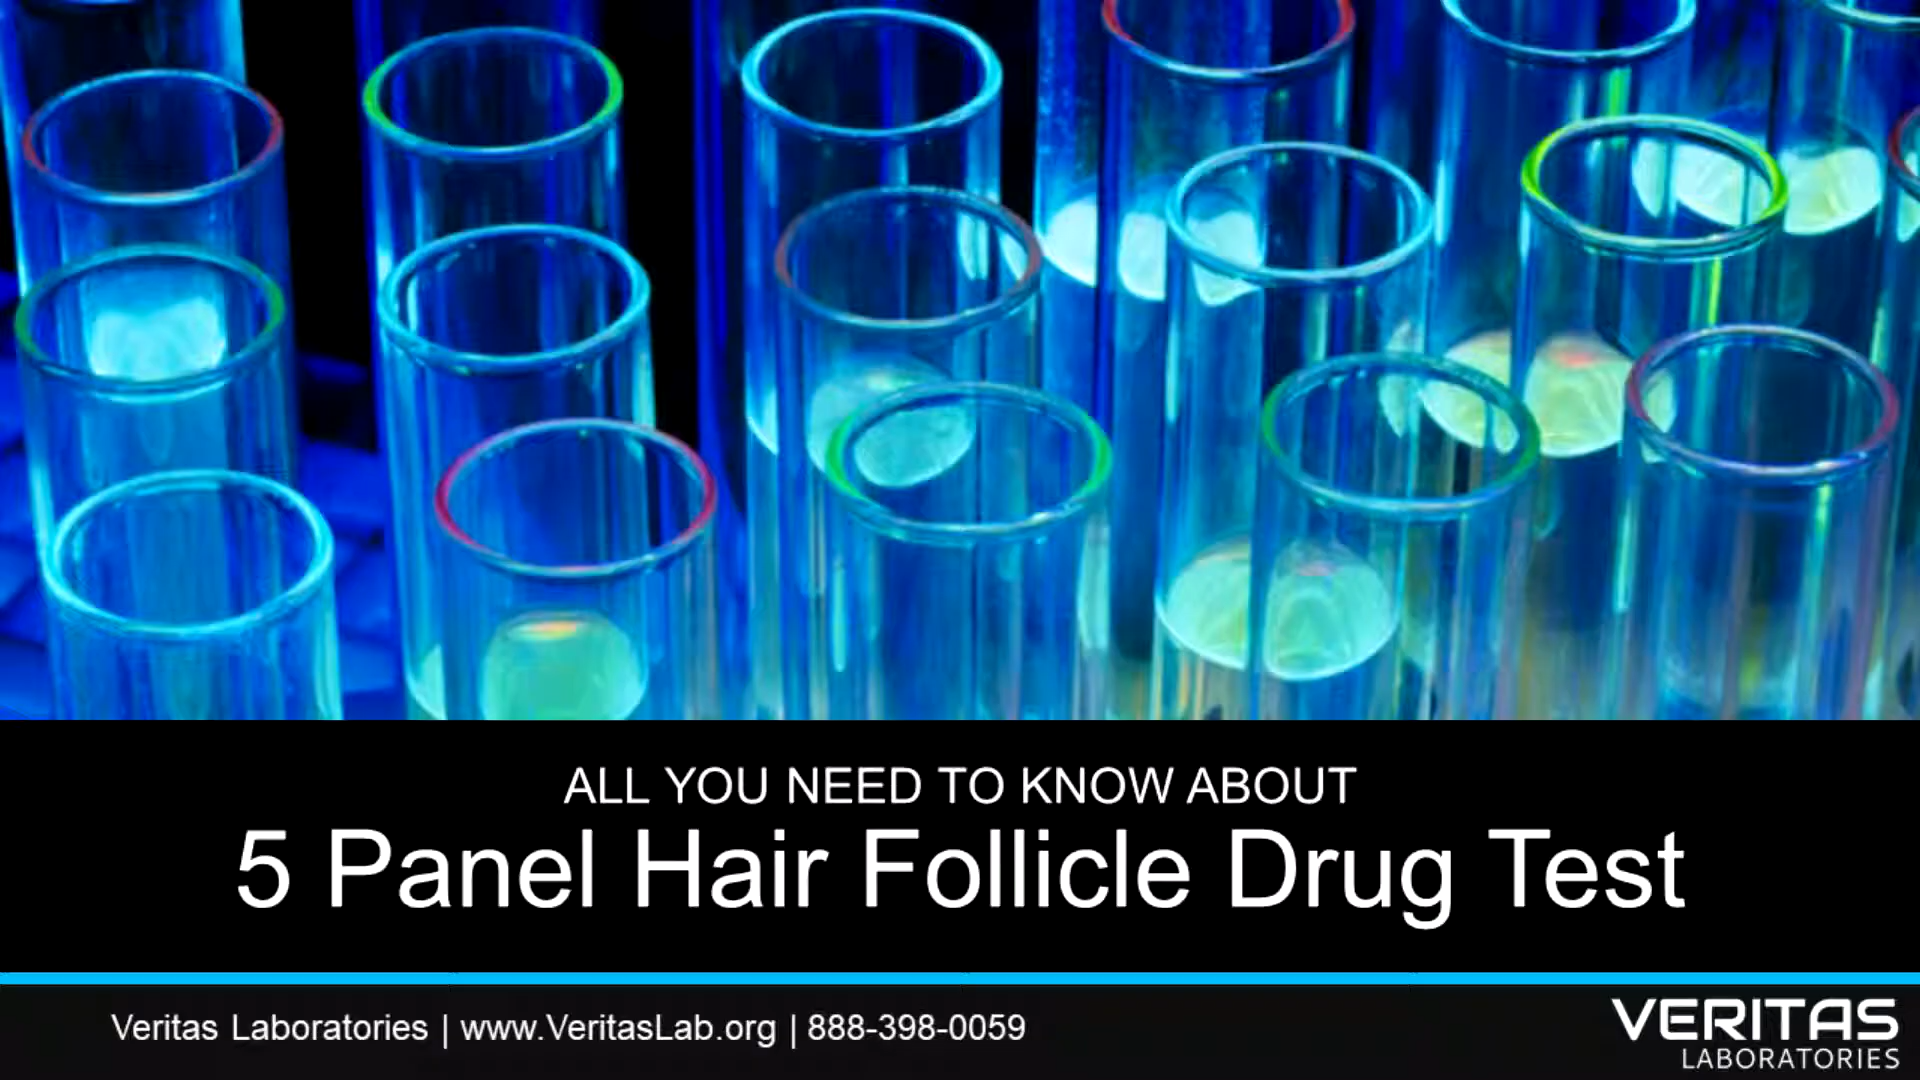 ALL YOU NEED TO KNOW ABOUT
5 Panel Hair Follicle Drug Test
Veritas Laboratories | www.VeritasLab.org | 888-398-0059
VERITAS
LABORATORIES